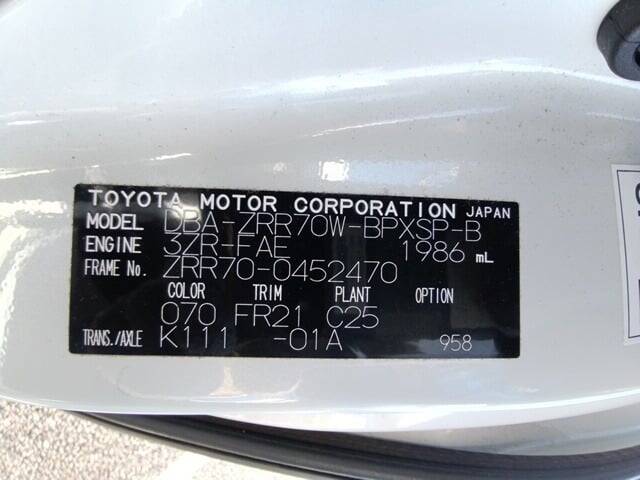 TOYOTA MOTOR CORPORATION JAPAN
MODEL DBA-ZRR70W-BPXSP-B
ENGINE 3ZR-FAE 1986 mL
FRAME No. ZRR70-0452470
COLOR TRIM PLANT OPTION
070 FR21 C25
TRANS./AXLE K111 -01A 958